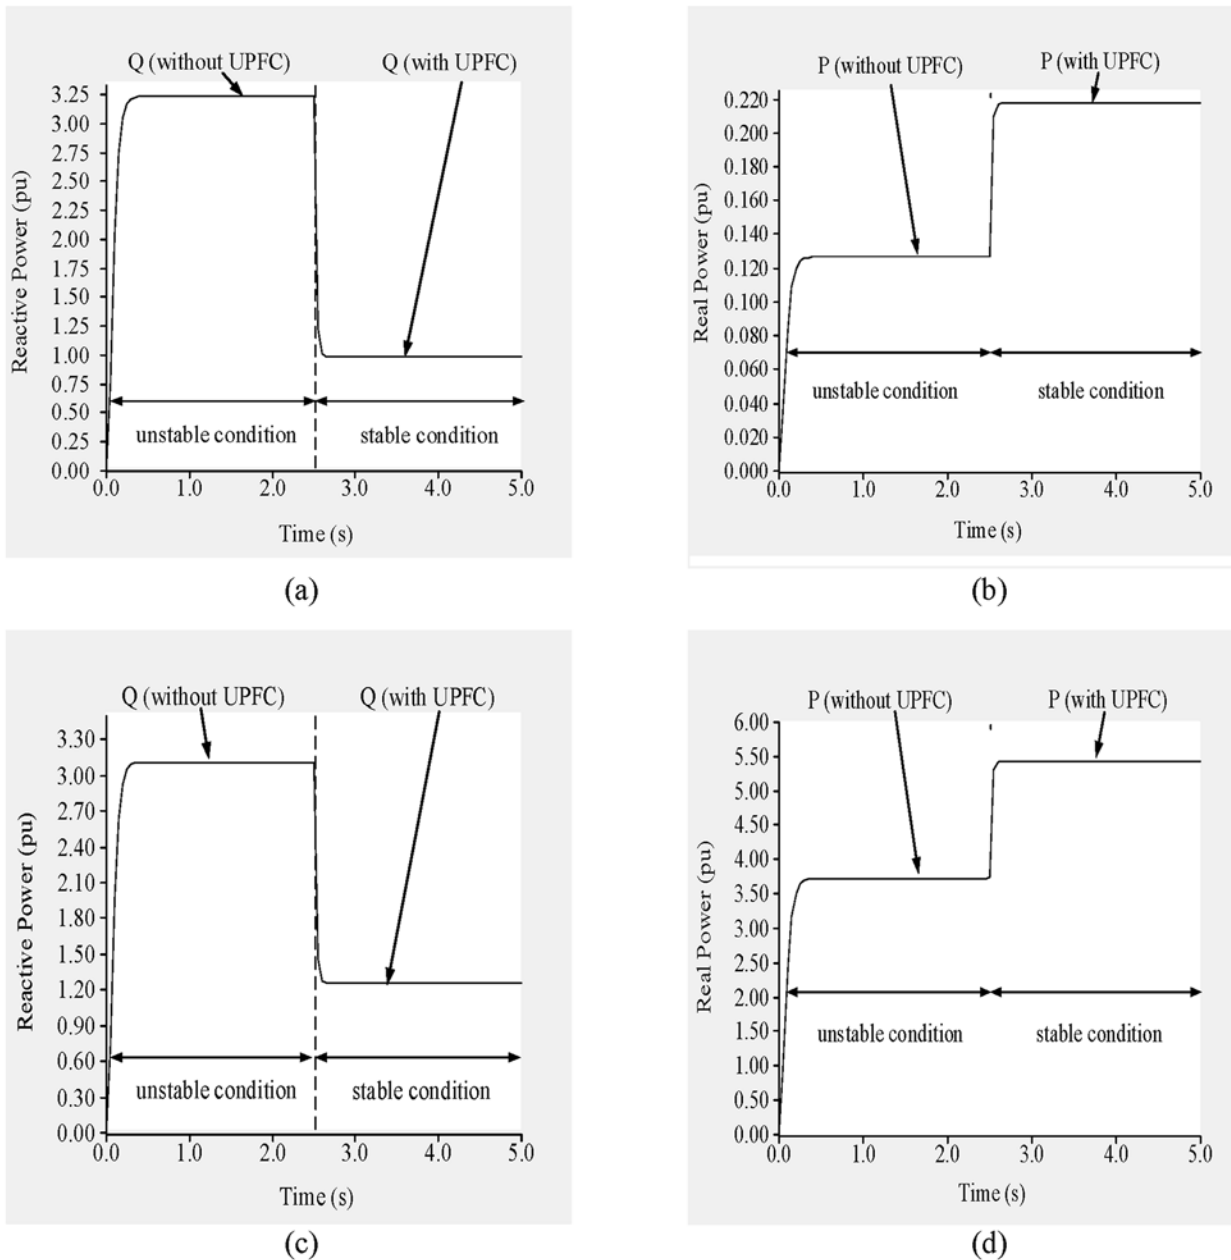 Q (without UPFC)
Q (with UPFC)
3.25
3.00
2.75
2.50
2.25
2.00
1.75
1.50
1.25
1.00
0.75
0.50
0.25
0.00
Reactive Power (pu)
unstable condition
stable condition
0.0 1.0 2.0 3.0 4.0 5.0
Time (s)
(a)
P (without UPFC)
P (with UPFC)
0.220
0.200
0.180
0.160
0.140
0.120
0.100
0.080
0.060
0.040
0.020
0.000
Real Power (pu)
unstable condition
stable condition
0.0 1.0 2.0 3.0 4.0 5.0
Time (s)
(b)
Q (without UPFC)
Q (with UPFC)
3.30
3.00
2.70
2.40
2.10
1.80
1.50
1.20
0.90
0.60
0.30
0.00
Reactive Power (pu)
unstable condition
stable condition
0.0 1.0 2.0 3.0 4.0 5.0
Time (s)
(c)
P (without UPFC)
P (with UPFC)
6.00
5.50
5.00
4.50
4.00
3.50
3.00
2.50
2.00
1.50
1.00
0.50
0.00
Real Power (pu)
unstable condition
stable condition
0.0 1.0 2.0 3.0 4.0 5.0
Time (s)
(d)